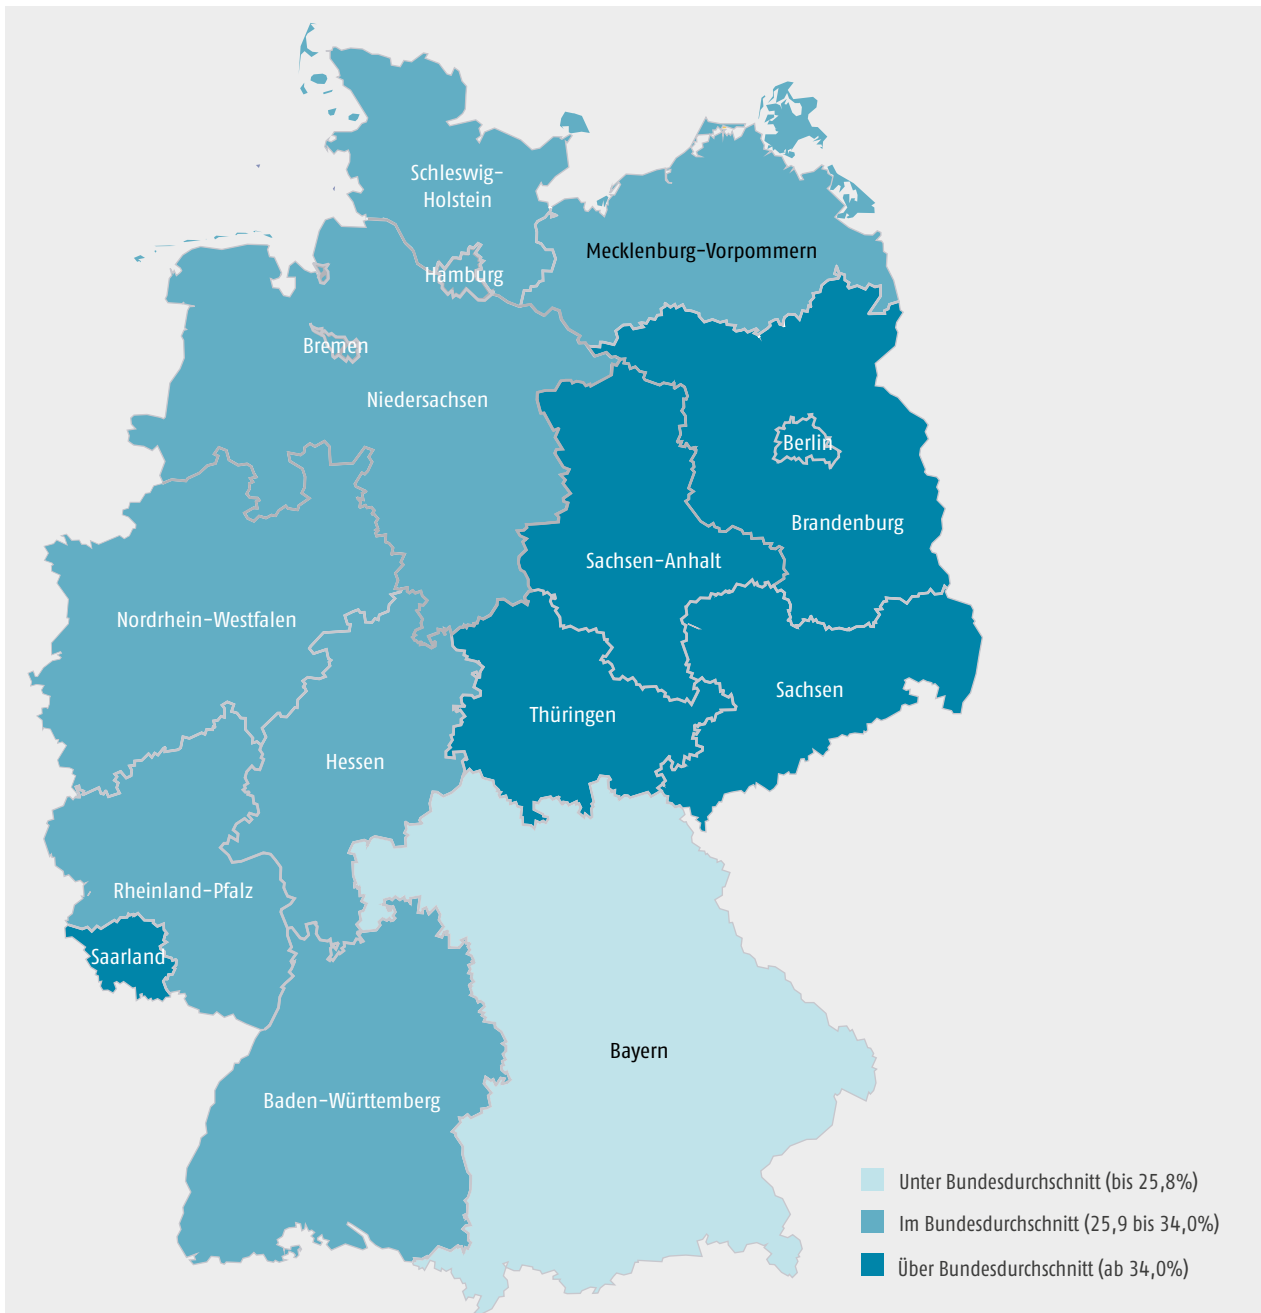 Schleswig-
Holstein
Mecklenburg-Vorpommern
Hamburg
Bremen
Niedersachsen
Berlin
Brandenburg
Sachsen-Anhalt
Nordrhein-Westfalen
Sachsen
Thüringen
Hessen
Rheinland-Pfalz
Saarland
Bayern
Baden-Württemberg
Unter Bundesdurchschnitt (bis 25,8%)
Im Bundesdurchschnitt (25,9 bis 34,0%)
Über Bundesdurchschnitt (ab 34,0%)